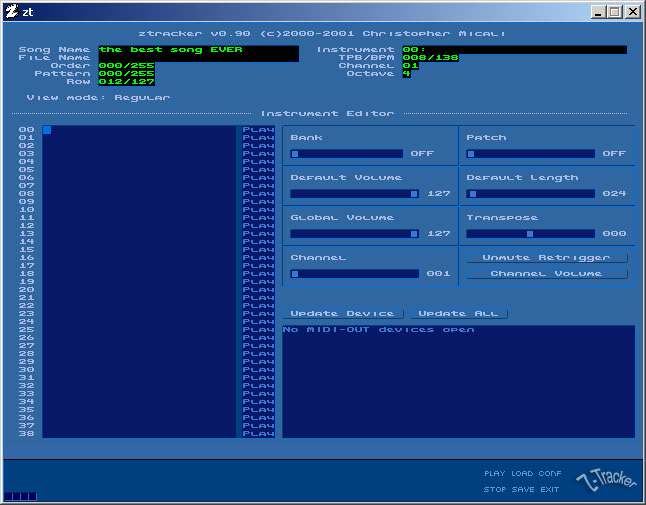 zt
ztracker v0.90 (c)2000-2001 Christopher Micali
Song Name the best song EVER Instrument 00:
File Name TPB/BPM 008/138
Order 000/255 Channel 01
Pattern 000/255 Octave 4
Row 012/127
View mode: Regular
Instrument Editor
00 Play
01 Play Bank Patch
02 Play
03 Play OFF OFF
04 Play
05 Play
06 Play Default Volume Default Length
07 Play
08 Play 127 024
09 Play
10 Play
11 Play Global Volume Transpose
12 Play
13 Play 127 000
14 Play
15 Play
16 Play Channel Unmute Retrigger
17 Play
18 Play 001 Channel Volume
19 Play
20 Play
21 Play
22 Play
23 Play Update Device Update All
24 Play
25 Play No MIDI-OUT devices open
26 Play
27 Play
28 Play
29 Play
30 Play
31 Play
32 Play
33 Play
34 Play
35 Play
36 Play
37 Play
38 Play
PLAY LOAD CONF
STOP SAVE EXIT
Z-Tracker